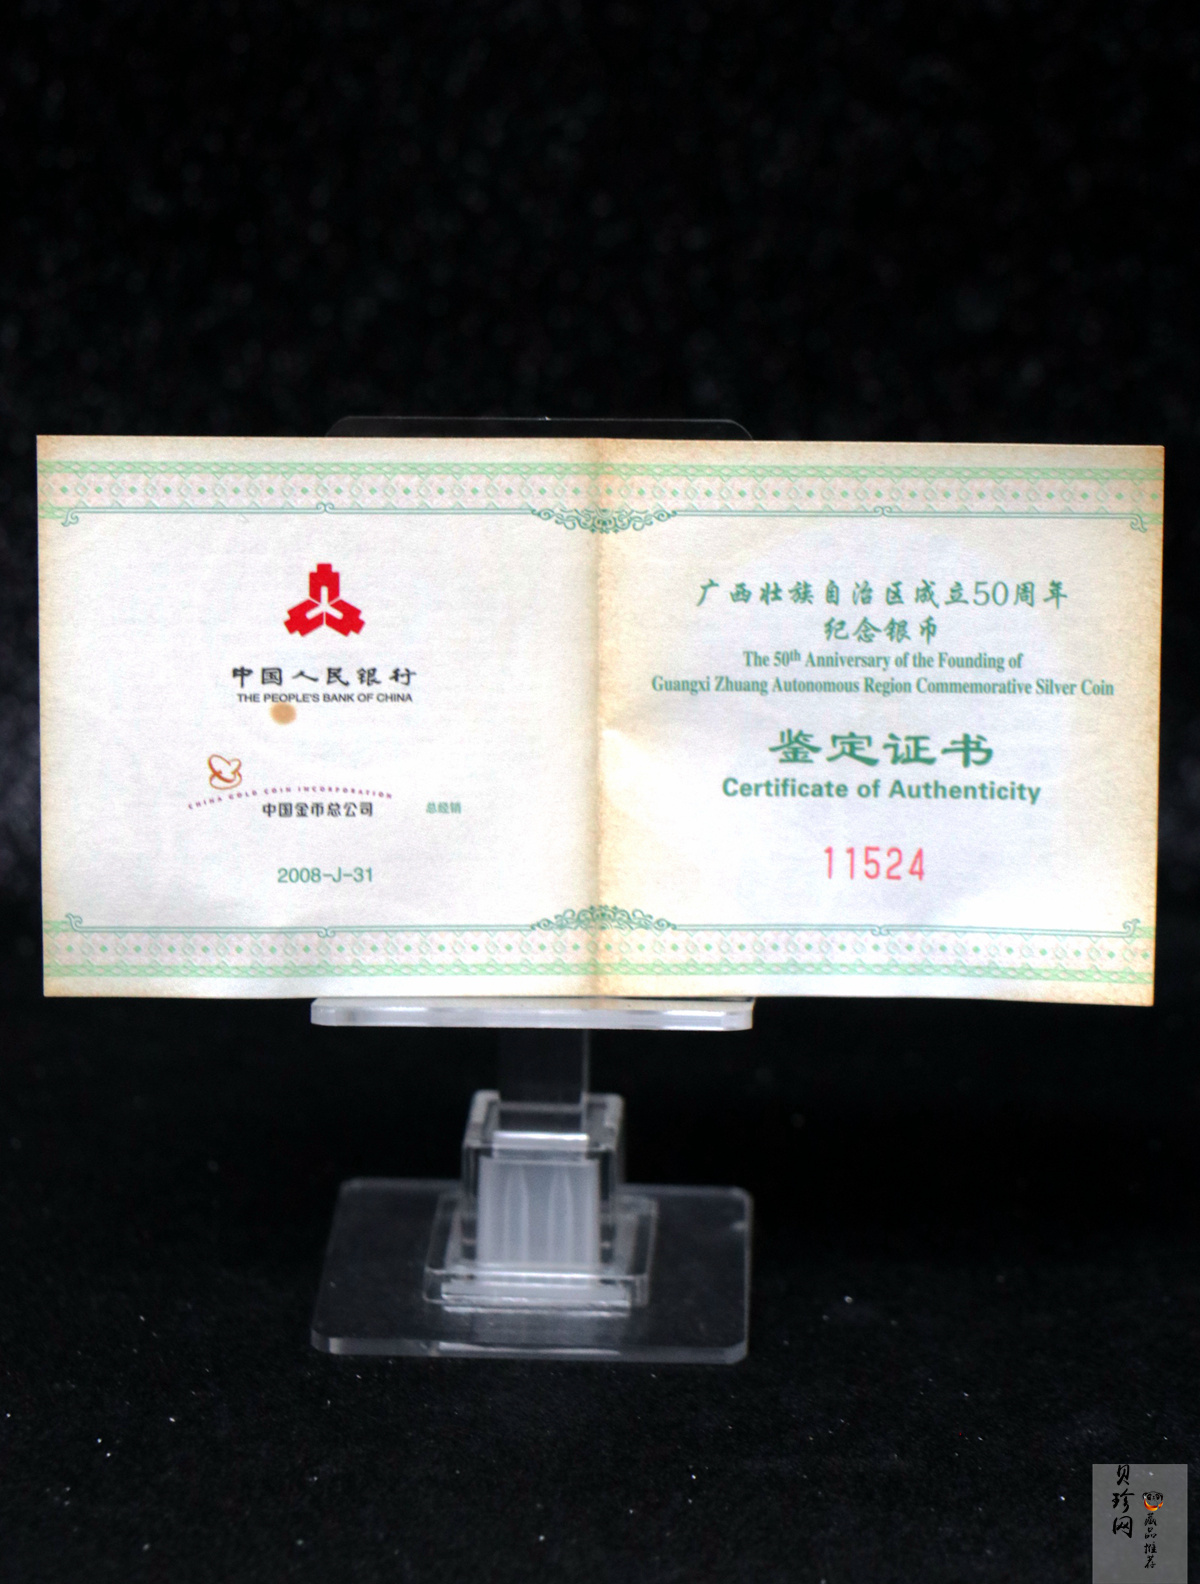 中国人民银行
THE PEOPLE'S BANK OF CHINA
CHINA GOLD COIN INCORPORATION
中国金币总公司 总经销
2008-J-31
广西壮族自治区成立50周年
纪念银币
The 50th Anniversary of the Founding of
Guangxi Zhuang Autonomous Region Commemorative Silver Coin
鉴定证书
Certificate of Authenticity
11524
贝珍网
藏品推荐